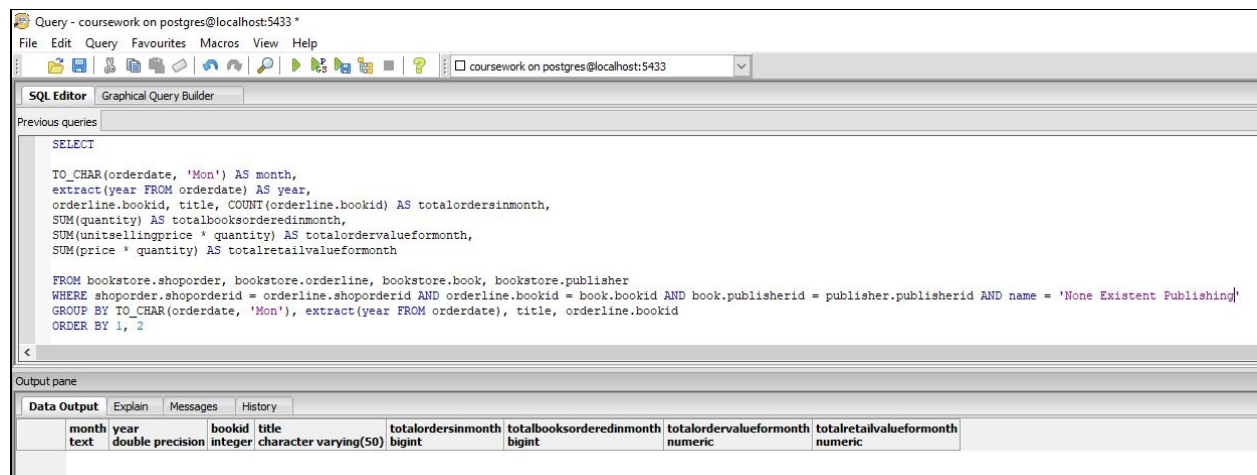 Query - coursework on postgres@localhost:5433 *
File Edit Query Favourites Macros View Help
coursework on postgres@localhost:5433
SQL Editor Graphical Query Builder
Previous queries
SELECT
TO_CHAR(orderdate, 'Mon') AS month,
extract(year FROM orderdate) AS year,
orderline.bookid, title, COUNT(orderline.bookid) AS totalordersinmonth,
SUM(quantity) AS totalbooksorderedinmonth,
SUM(unitsellingprice * quantity) AS totalordervalueformonth,
SUM(price * quantity) AS totalretailvalueformonth
FROM bookstore.shoporder, bookstore.orderline, bookstore.book, bookstore.publisher
WHERE shoporder.shoporderid = orderline.shoporderid AND orderline.bookid = book.bookid AND book.publisherid = publisher.publisherid AND name = 'None Existent Publishing'
GROUP BY TO_CHAR(orderdate, 'Mon'), extract(year FROM orderdate), title, orderline.bookid
ORDER BY 1, 2
Output pane
Data Output Explain Messages History
month year bookid title totalordersinmonth totalbooksorderedinmonth totalordervalueformonth totalretailvalueformonth
text double precision integer character varying(50) bigint bigint numeric numeric